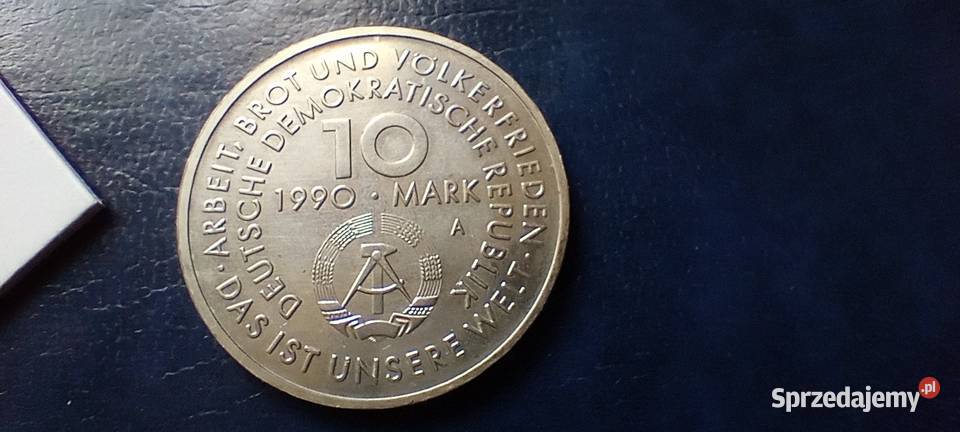 · ARBEIT, BROT UND VÖLKERFRIEDEN ·
DAS IST UNSERE WELT
DEUTSCHE DEMOKRATISCHE REPUBLIK
10
1990 · MARK
A
Sprzedajemy.pl